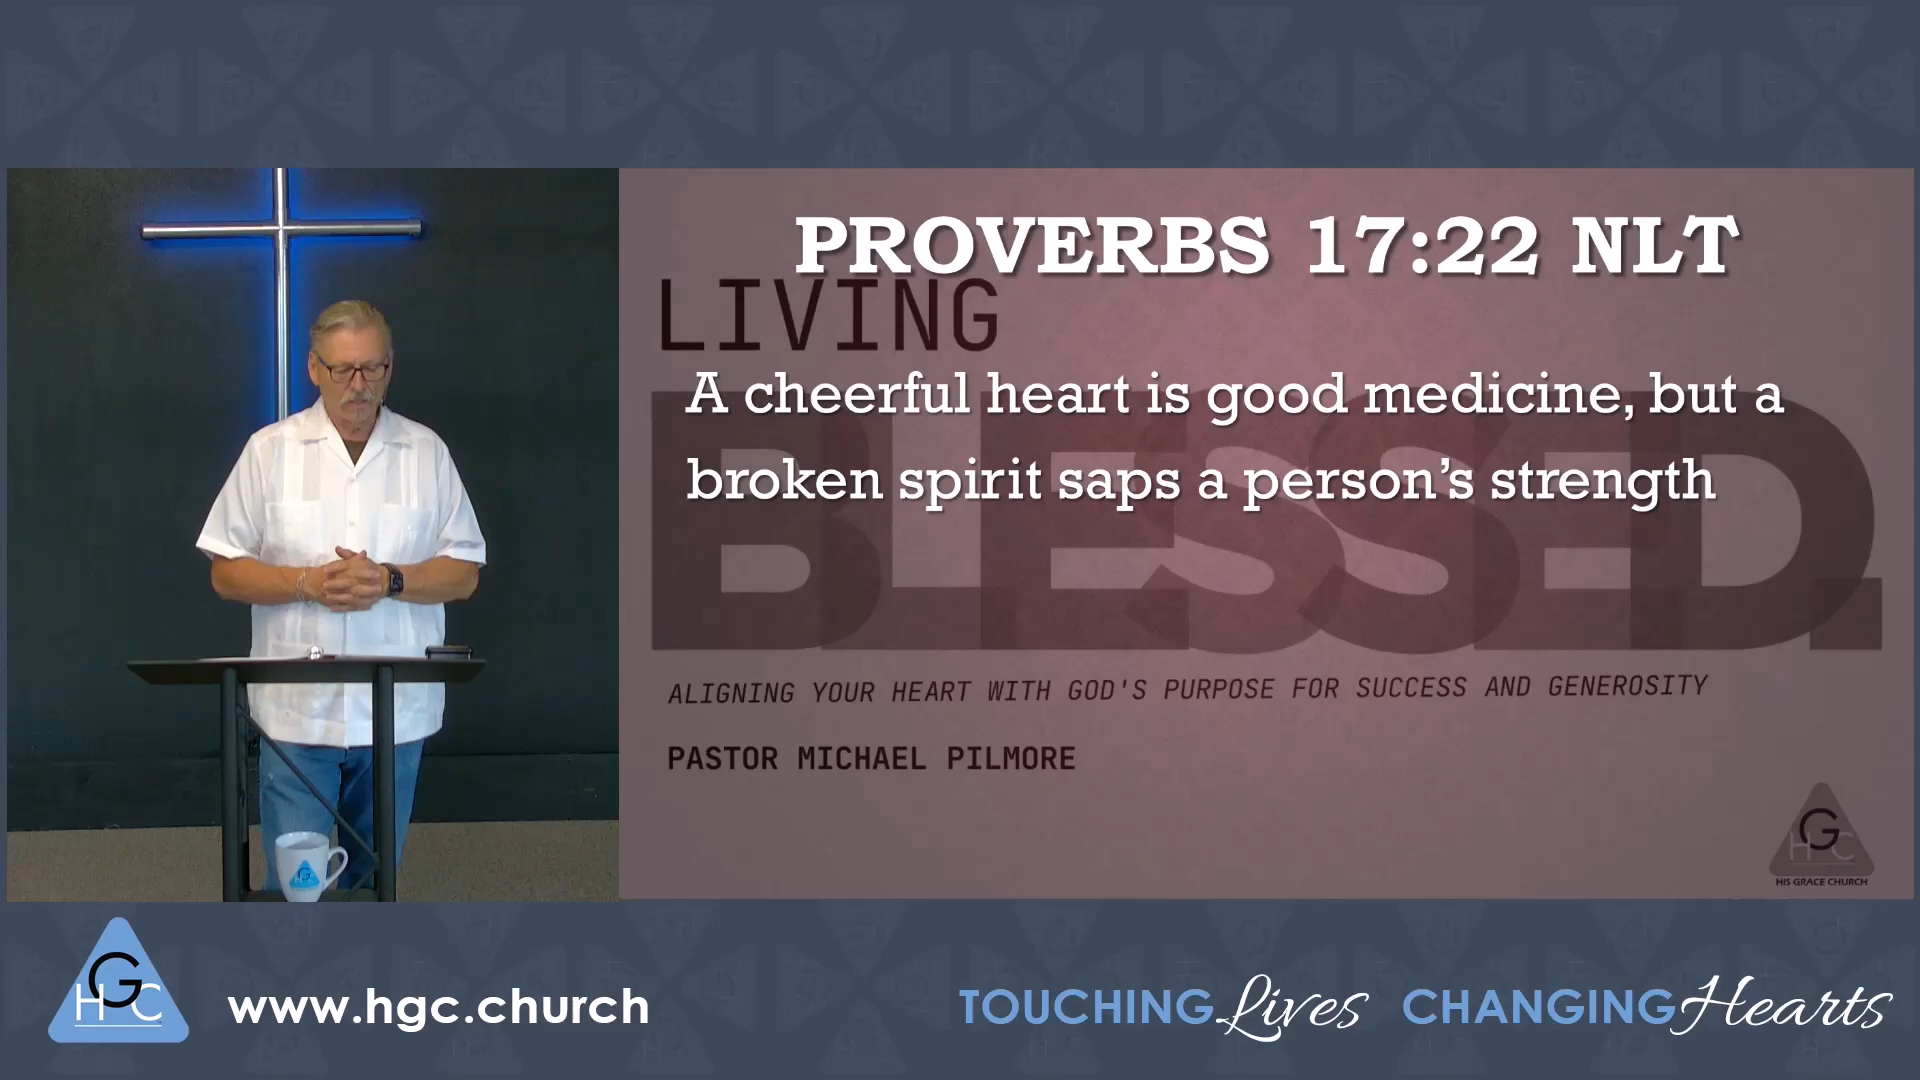 PROVERBS 17:22 NLT
LIVING
A cheerful heart is good medicine, but a
broken spirit saps a person’s strength
BLESSED.
ALIGNING YOUR HEART WITH GOD'S PURPOSE FOR SUCCESS AND GENEROSITY
PASTOR MICHAEL PILMORE
G
HGC
HIS GRACE CHURCH
HGC
www.hgc.church
TOUCHING Lives CHANGING Hearts